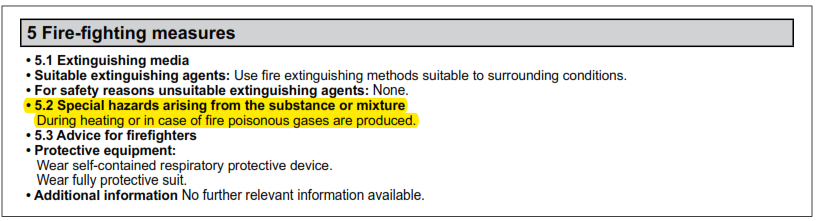 5 Fire-fighting measures
• 5.1 Extinguishing media
• Suitable extinguishing agents: Use fire extinguishing methods suitable to surrounding conditions.
• For safety reasons unsuitable extinguishing agents: None.
• 5.2 Special hazards arising from the substance or mixture
During heating or in case of fire poisonous gases are produced.
• 5.3 Advice for firefighters
• Protective equipment:
Wear self-contained respiratory protective device.
Wear fully protective suit.
• Additional information No further relevant information available.